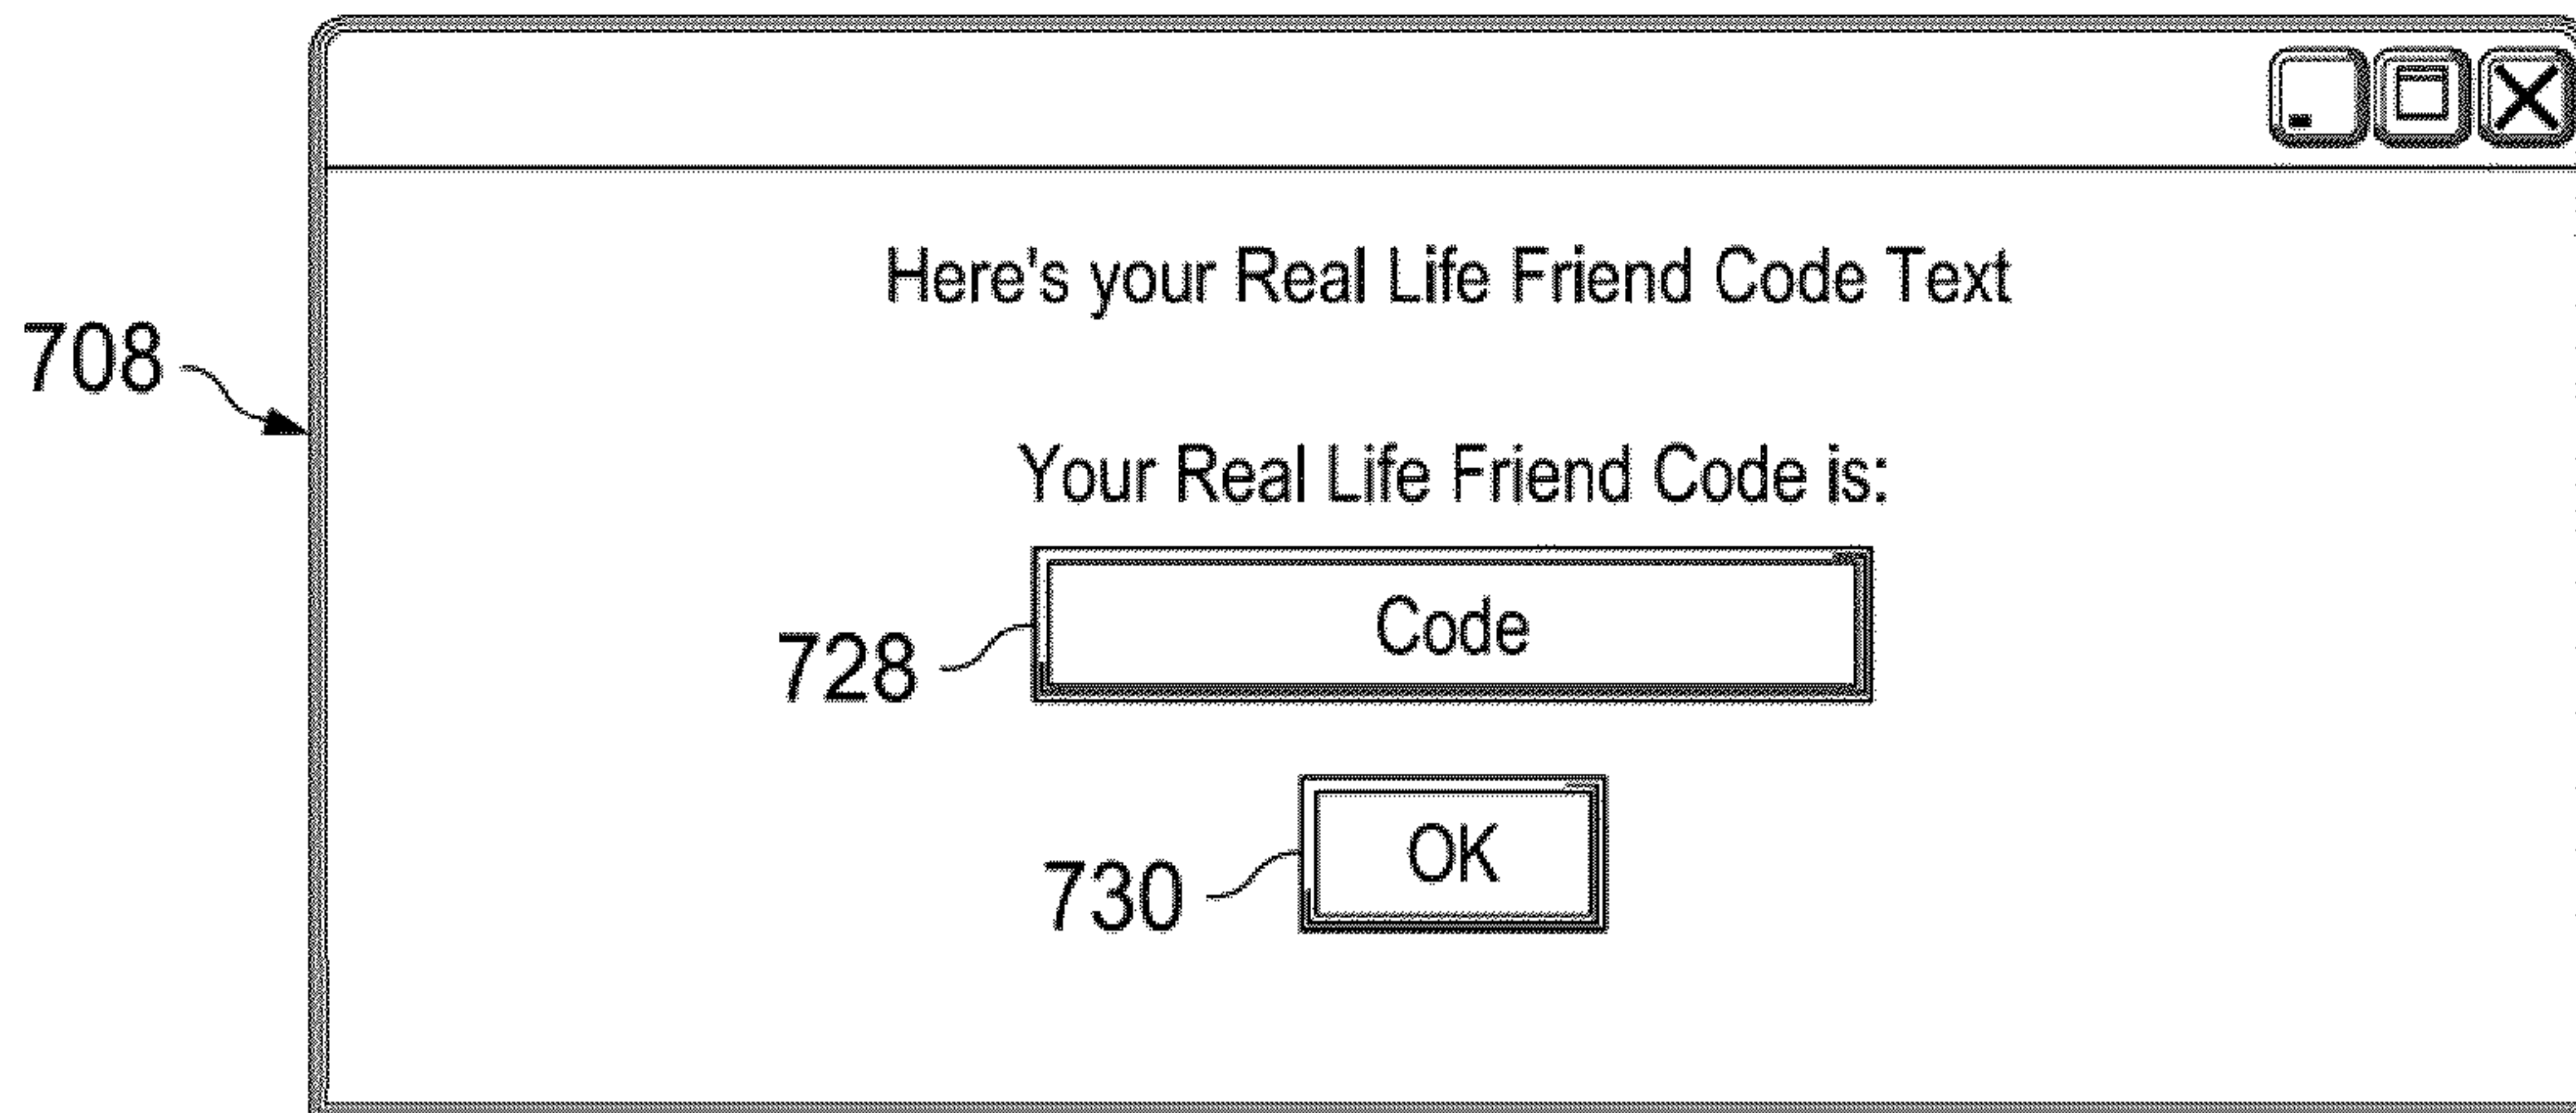 Here's your Real Life Friend Code Text
708
Your Real Life Friend Code is:
Code
728
OK
730